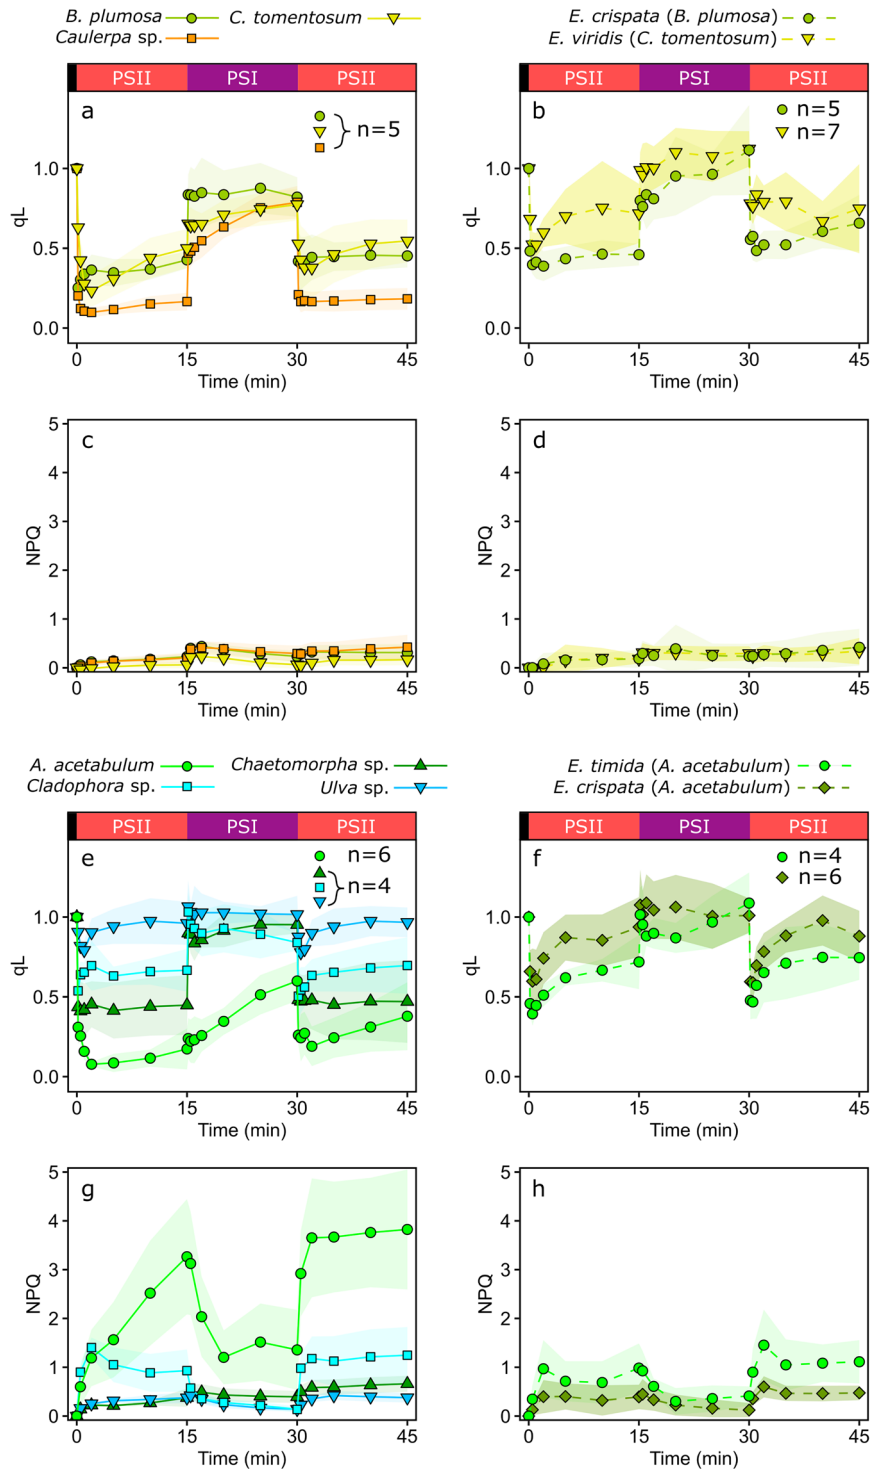 B. plumosa C. tomentosum
Caulerpa sp.
E. crispata (B. plumosa)
E. viridis (C. tomentosum)
PSII PSI PSII
PSII PSI PSII
a
n=5
b
n=5
n=7
qL
1.0
0.5
0.0
0 15 30 45
Time (min)
qL
1.0
0.5
0.0
0 15 30 45
Time (min)
c
NPQ
5
4
3
2
1
0
0 15 30 45
Time (min)
d
NPQ
5
4
3
2
1
0
0 15 30 45
Time (min)
A. acetabulum Chaetomorpha sp.
Cladophora sp. Ulva sp.
E. timida (A. acetabulum)
E. crispata (A. acetabulum)
PSII PSI PSII
PSII PSI PSII
e
n=6
n=4
f
n=4
n=6
qL
1.0
0.5
0.0
0 15 30 45
Time (min)
qL
1.0
0.5
0.0
0 15 30 45
Time (min)
g
NPQ
5
4
3
2
1
0
0 15 30 45
Time (min)
h
NPQ
5
4
3
2
1
0
0 15 30 45
Time (min)